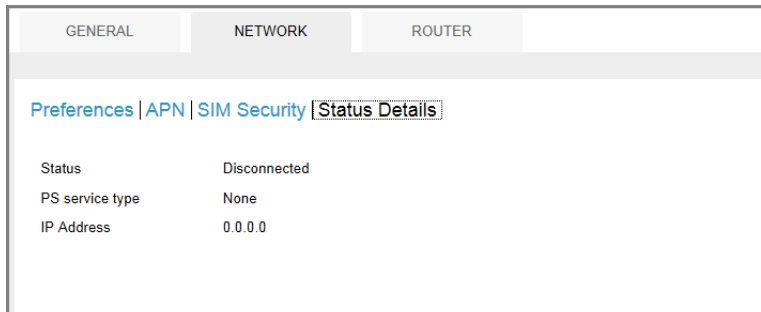 GENERAL NETWORK ROUTER
Preferences | APN | SIM Security | Status Details
Status Disconnected
PS service type None
IP Address 0.0.0.0